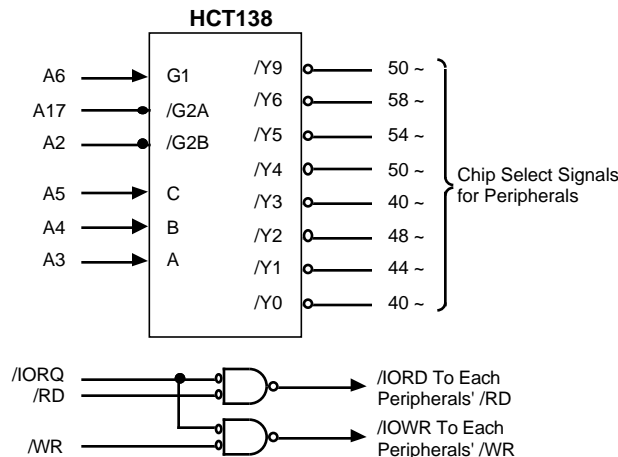 HCT138
A6 G1 /Y9 50 ~
A17 /G2A /Y6 58 ~
A2 /G2B /Y5 54 ~
/Y4 50 ~
A5 C /Y3 40 ~
A4 B /Y2 48 ~
A3 A /Y1 44 ~
/Y0 40 ~
Chip Select Signals
for Peripherals
/IORQ
/RD
/IORD To Each
Peripherals' /RD
/WR
/IOWR To Each
Peripherals' /WR